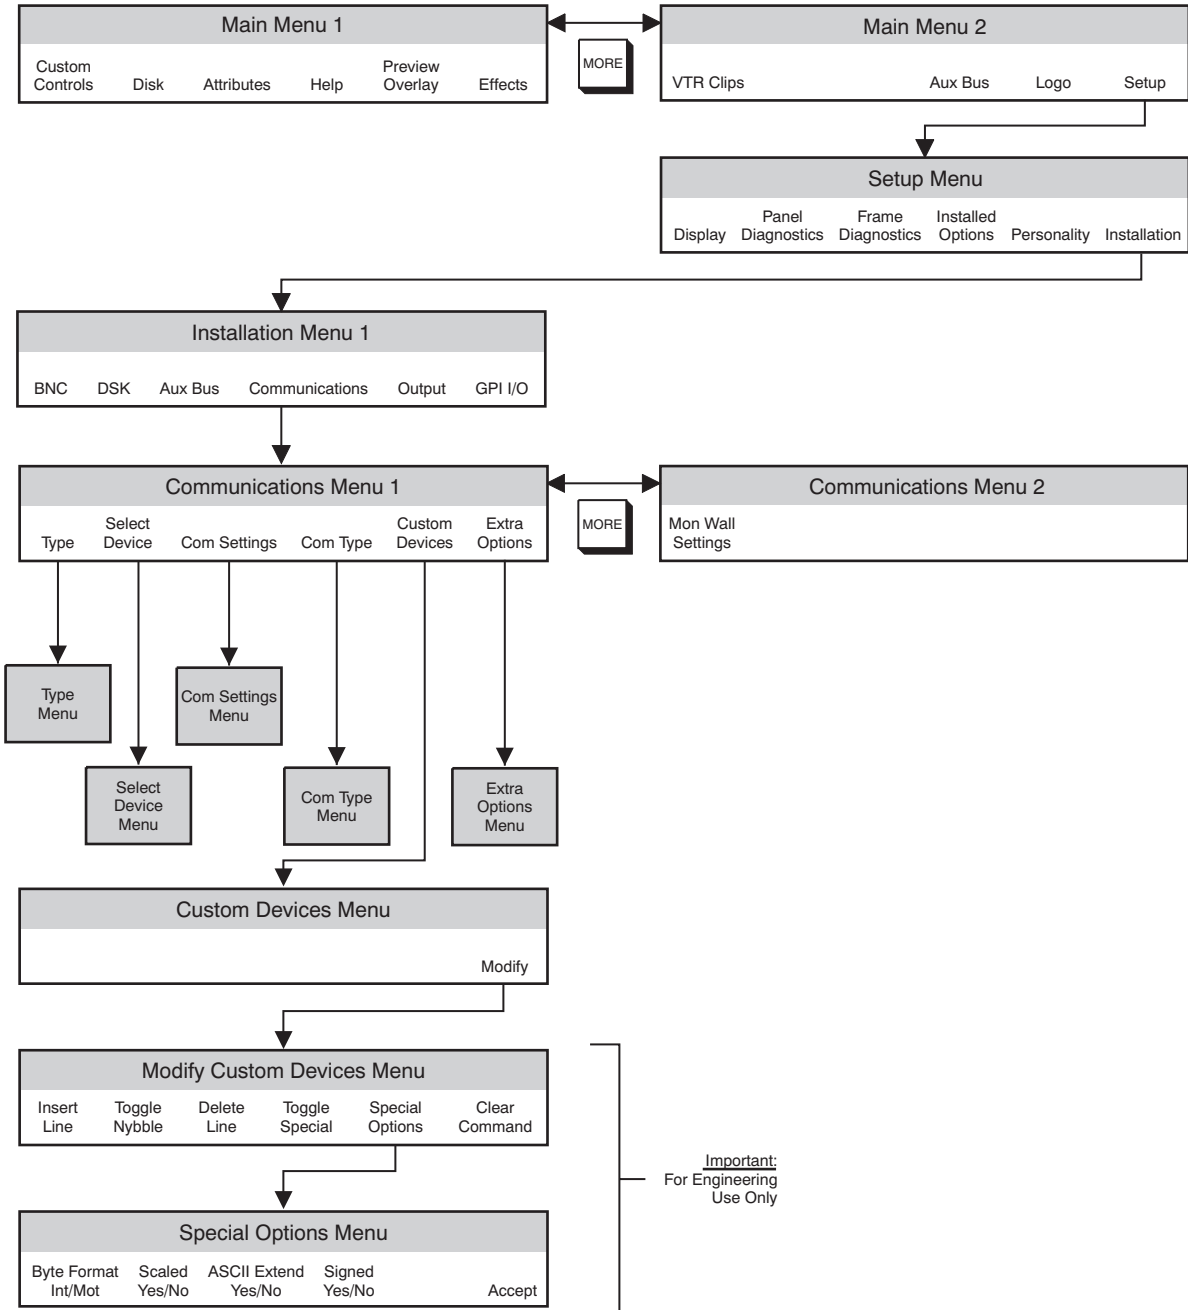 Main Menu 1
Custom
Controls
Disk
Attributes
Help
Preview
Overlay
Effects
MORE
Main Menu 2
VTR Clips
Aux Bus
Logo
Setup
Setup Menu
Display
Panel
Diagnostics
Frame
Diagnostics
Installed
Options
Personality
Installation
Installation Menu 1
BNC
DSK
Aux Bus
Communications
Output
GPI I/O
Communications Menu 1
Type
Select
Device
Com Settings
Com Type
Custom
Devices
Extra
Options
MORE
Communications Menu 2
Mon Wall
Settings
Type
Menu
Com Settings
Menu
Select
Device
Menu
Com Type
Menu
Extra
Options
Menu
Custom Devices Menu
Modify
Modify Custom Devices Menu
Insert
Line
Toggle
Nybble
Delete
Line
Toggle
Special
Special
Options
Clear
Command
Important:
For Engineering
Use Only
Special Options Menu
Byte Format
Int/Mot
Scaled
Yes/No
ASCII Extend
Yes/No
Signed
Yes/No
Accept